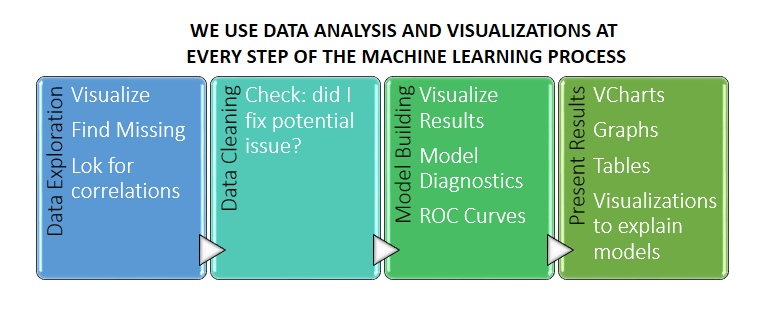 WE USE DATA ANALYSIS AND VISUALIZATIONS AT
EVERY STEP OF THE MACHINE LEARNING PROCESS
Data Exploration
Visualize
Find Missing
Lok for
correlations
Data Cleaning
Check: did I
fix potential
issue?
Model Building
Visualize
Results
Model
Diagnostics
ROC Curves
Present Results
VCharts
Graphs
Tables
Visualizations
to explain
models